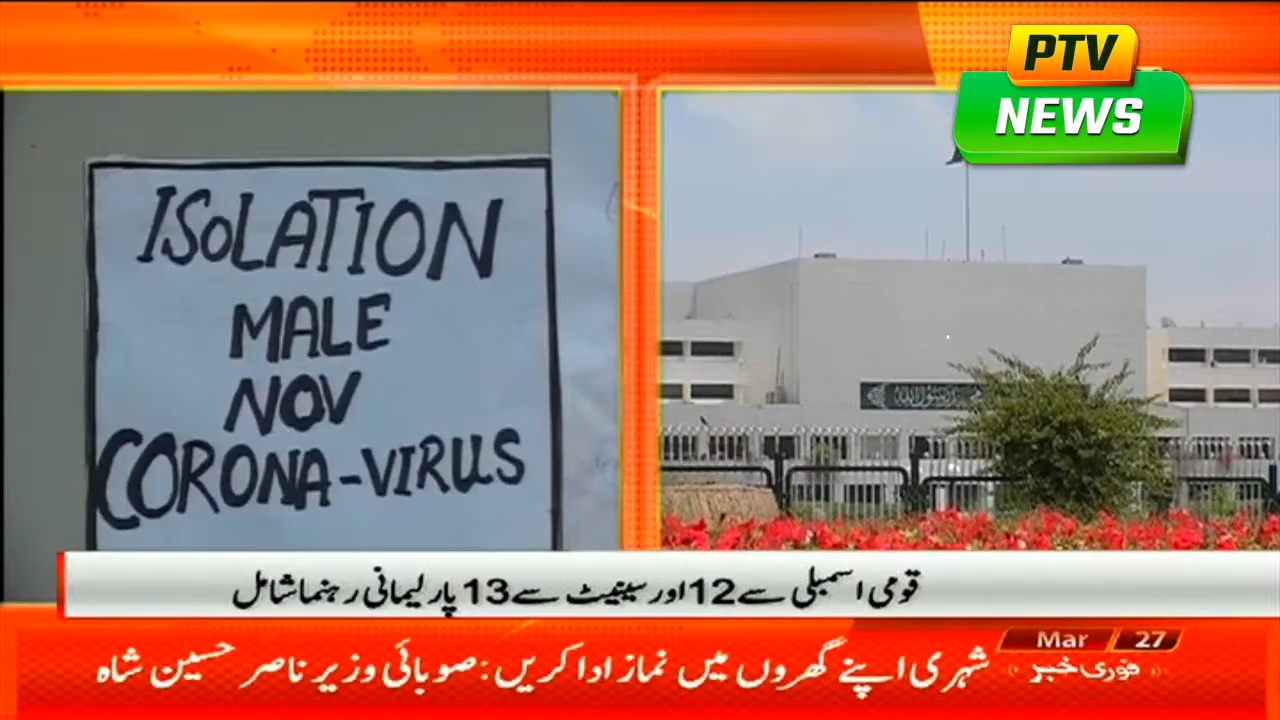 PTV
NEWS
ISOLATION
MALE
NOV
CORONA-VIRUS
قومی اسمبلی سے 12 اور سینیٹ سے 13 پارلیمانی رہنما شامل
Mar 27
فوری خبر
شہری اپنے گھروں میں نماز ادا کریں: صوبائی وزیر ناصر حسین شاہ